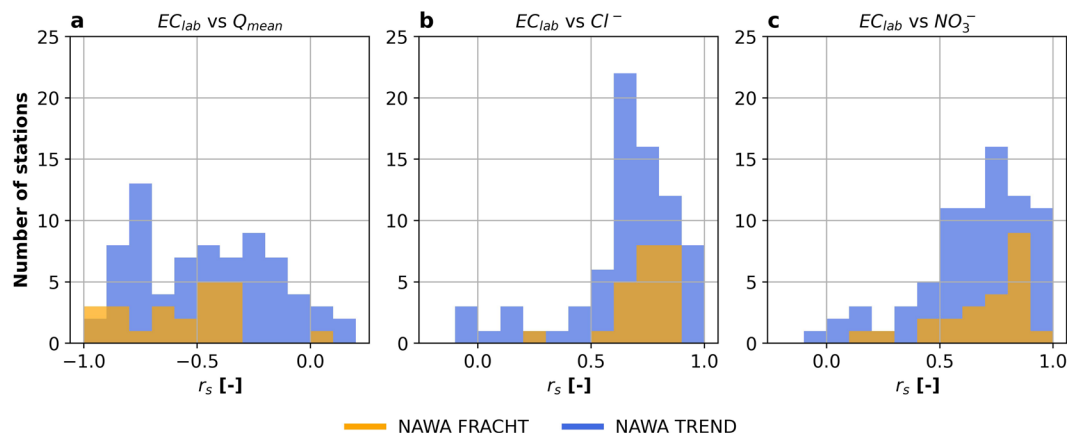 a EC_lab vs Q_mean
b EC_lab vs Cl⁻
c EC_lab vs NO₃⁻
Number of stations
25
20
15
10
5
0
−1.0 −0.5 0.0
r_s [-]
25
20
15
10
5
0
0.0 0.5 1.0
r_s [-]
25
20
15
10
5
0
0.0 0.5 1.0
r_s [-]
NAWA FRACHT NAWA TREND